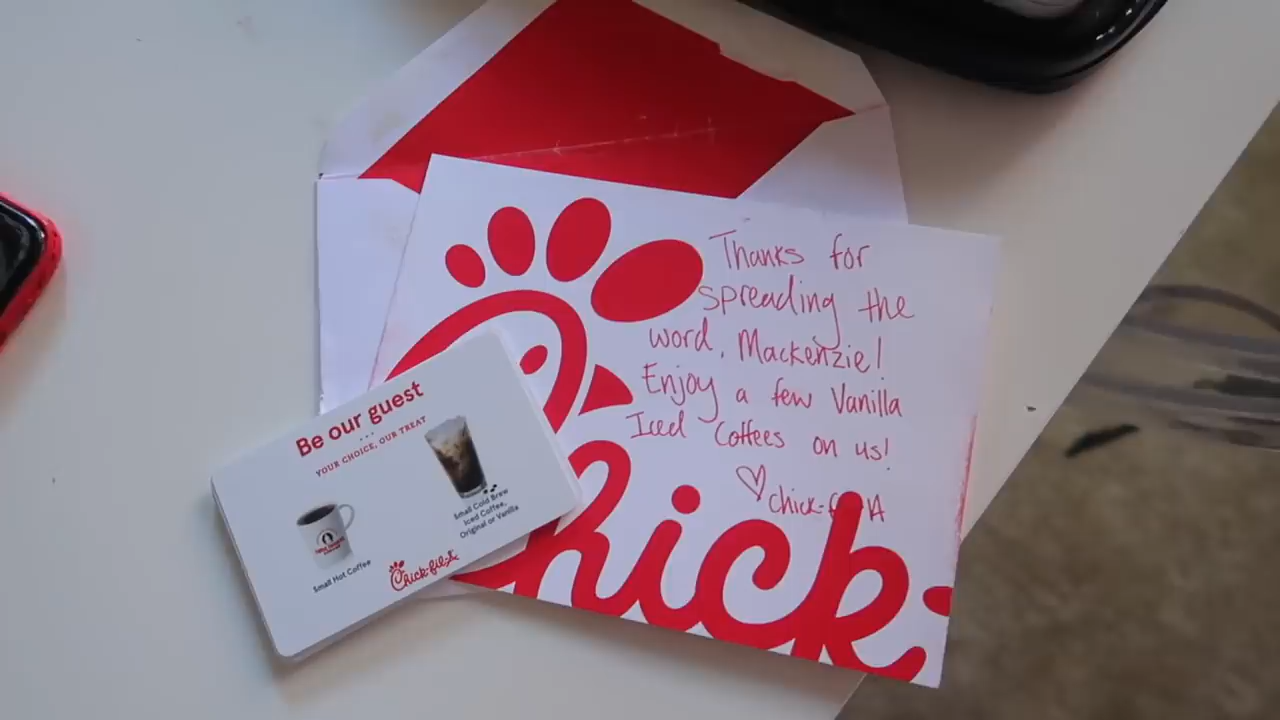 Thanks for
spreading the
word, Mackenzie!
Enjoy a few Vanilla
Iced Coffees on us!
♡ chick-fil-A
Chick-
Be our guest
YOUR CHOICE, OUR TREAT
Small Cold Brew
Iced Coffee,
Original or Vanilla
Small Hot Coffee
Chick-fil-A